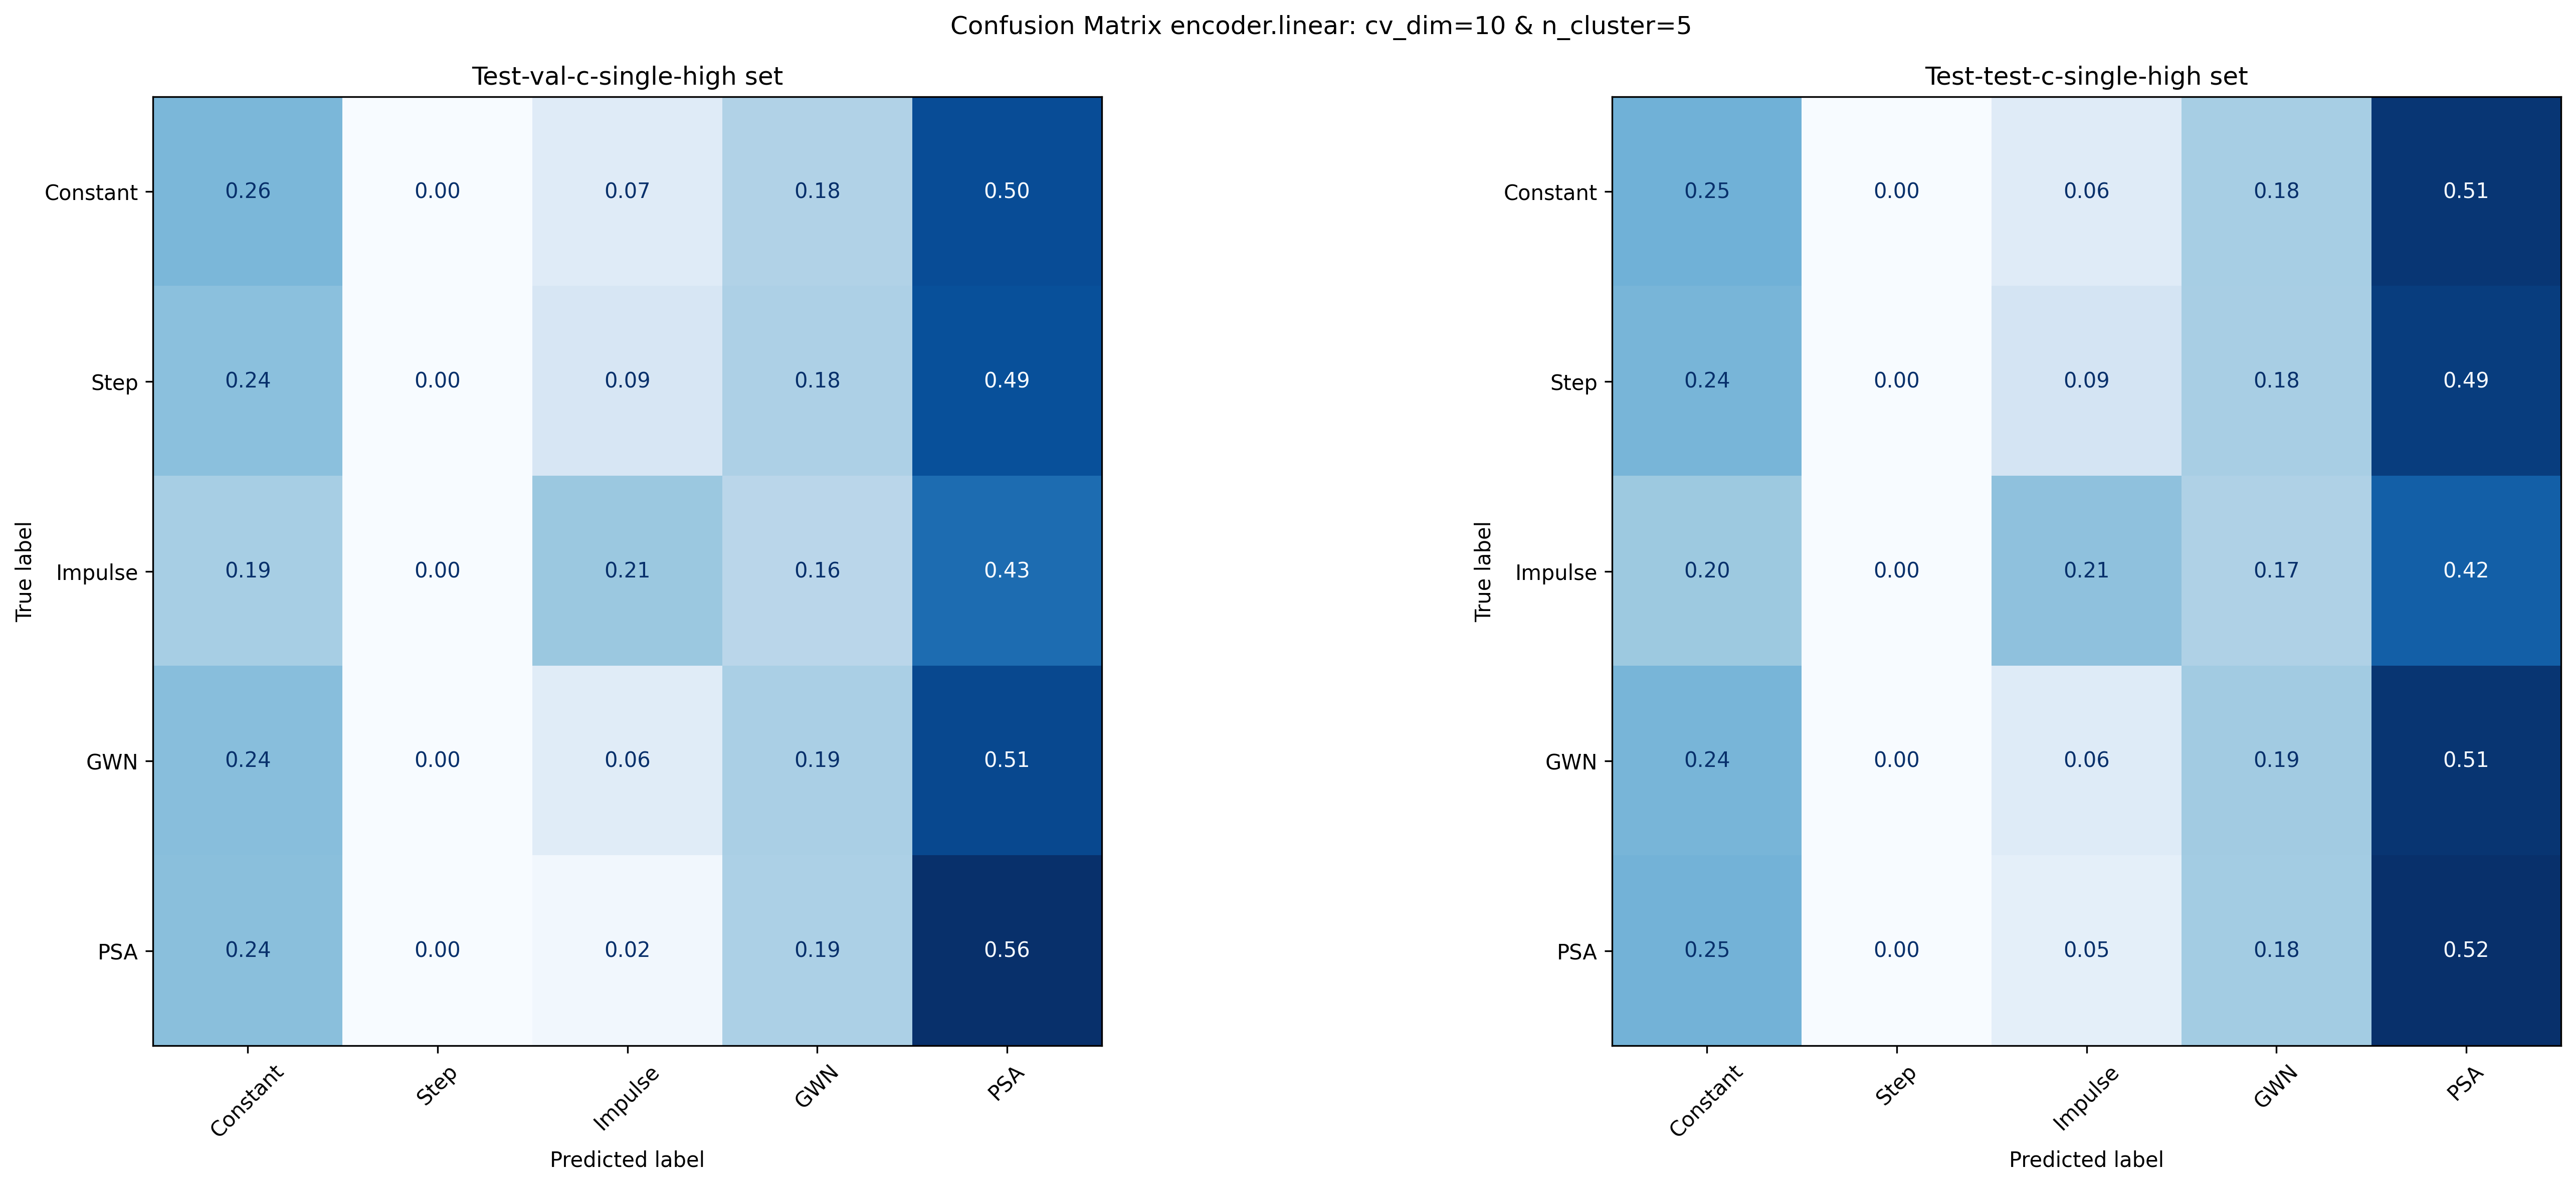 Confusion Matrix encoder.linear: cv_dim=10 & n_cluster=5
Test-val-c-single-high set
True label
Constant 0.26 0.00 0.07 0.18 0.50
Step 0.24 0.00 0.09 0.18 0.49
Impulse 0.19 0.00 0.21 0.16 0.43
GWN 0.24 0.00 0.06 0.19 0.51
PSA 0.24 0.00 0.02 0.19 0.56
Constant Step Impulse GWN PSA
Predicted label
Test-test-c-single-high set
True label
Constant 0.25 0.00 0.06 0.18 0.51
Step 0.24 0.00 0.09 0.18 0.49
Impulse 0.20 0.00 0.21 0.17 0.42
GWN 0.24 0.00 0.06 0.19 0.51
PSA 0.25 0.00 0.05 0.18 0.52
Constant Step Impulse GWN PSA
Predicted label